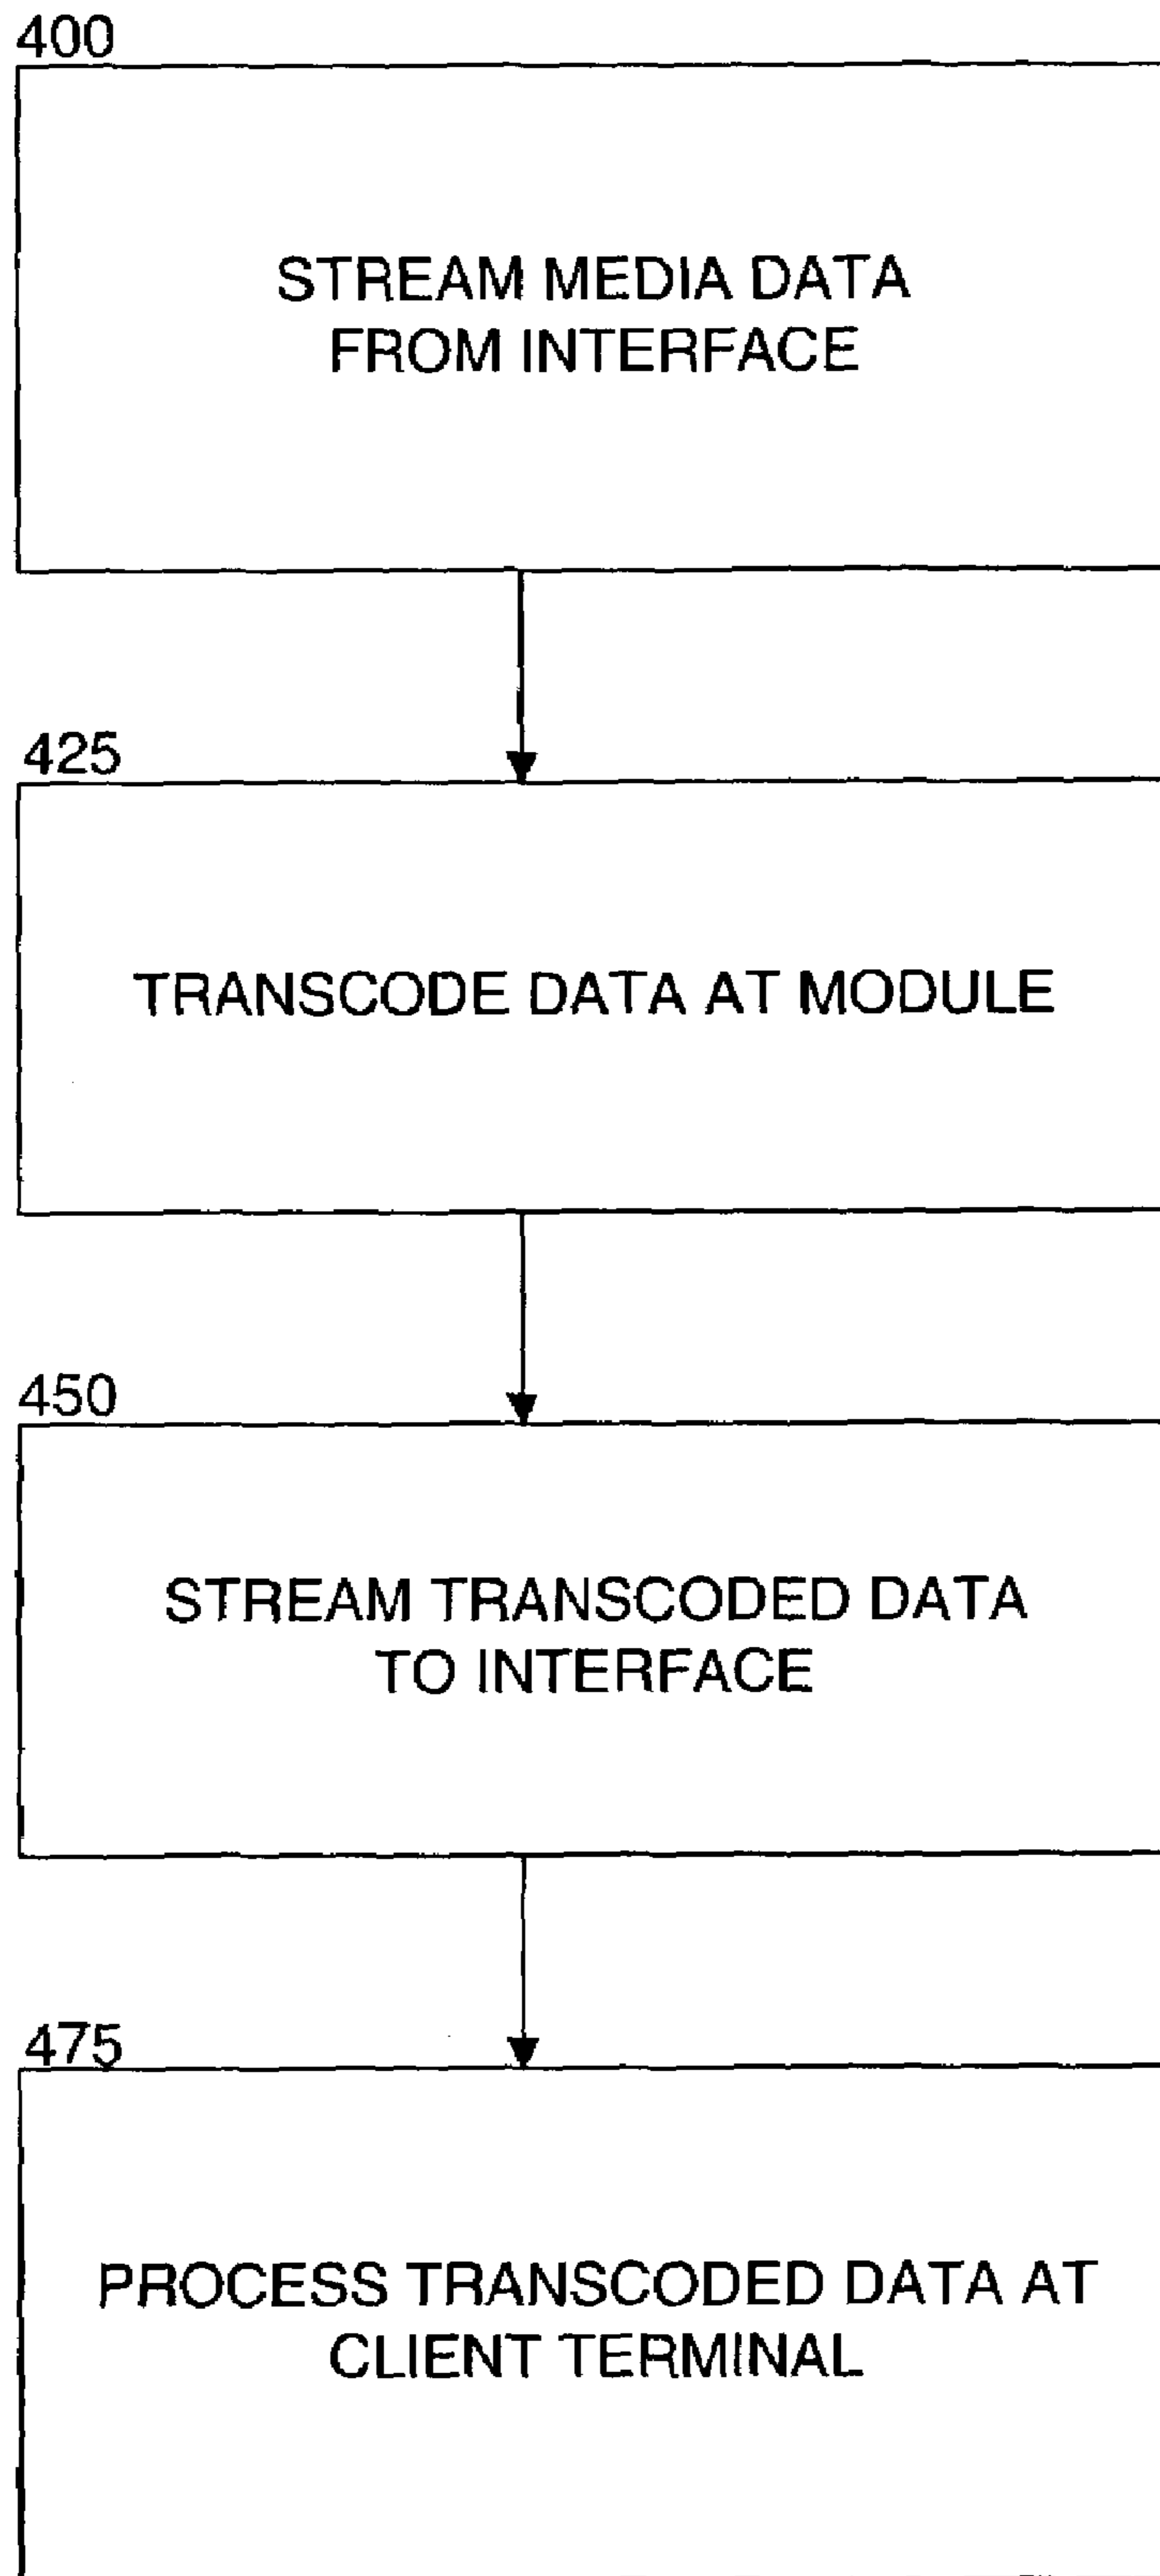 400
STREAM MEDIA DATA
FROM INTERFACE
425
TRANSCODE DATA AT MODULE
450
STREAM TRANSCODED DATA
TO INTERFACE
475
PROCESS TRANSCODED DATA AT
CLIENT TERMINAL